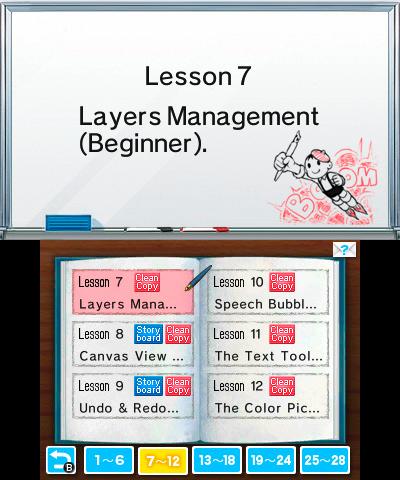 Lesson 7
Layers Management
(Beginner).
BOOM
Lesson 7 Clean Copy
Layers Mana...
Lesson 8 Story board Clean Copy
Canvas View ...
Lesson 9 Story board Clean Copy
Undo & Redo...
Lesson 10 Clean Copy
Speech Bubbl...
Lesson 11 Clean Copy
The Text Tool...
Lesson 12 Clean Copy
The Color Pic...
B
1~6
7~12
13~18
19~24
25~28